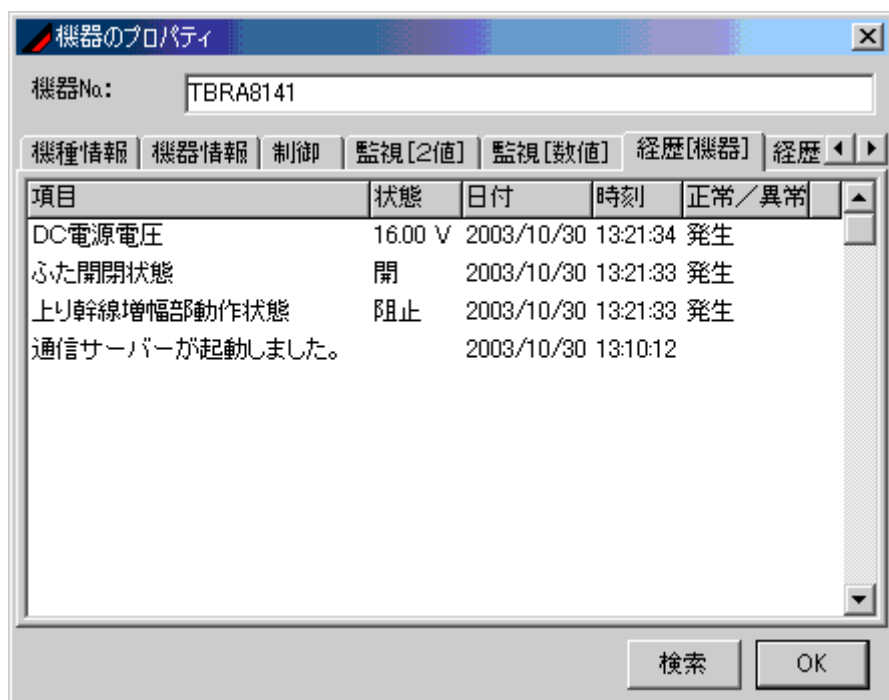 機器のプロパティ
機器No.: TBRA8141
機種情報 機器情報 制御 監視[2値] 監視[数値] 経歴[機器] 経歴
項目 状態 日付 時刻 正常／異常
DC電源電圧 16.00 V 2003/10/30 13:21:34 発生
ふた開閉状態 開 2003/10/30 13:21:33 発生
上り幹線増幅部動作状態 阻止 2003/10/30 13:21:33 発生
通信サーバーが起動しました。 2003/10/30 13:10:12
検索 OK